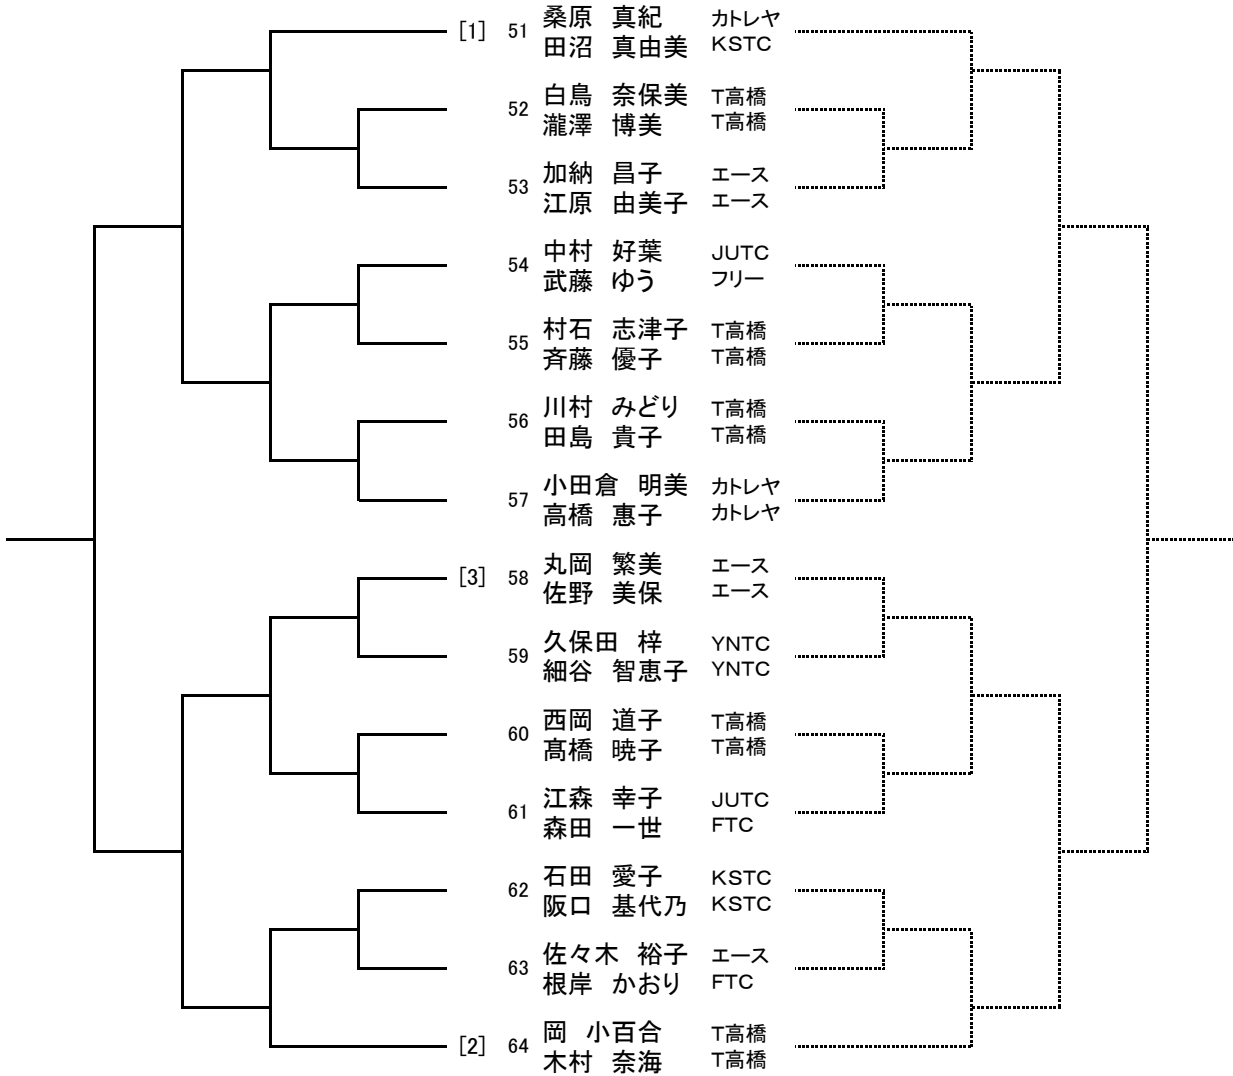 [1] 51 桑原 真紀 カトレヤ
田沼 真由美 KSTC
52 白鳥 奈保美 T高橋
瀧澤 博美 T高橋
53 加納 昌子 エース
江原 由美子 エース
54 中村 好葉 JUTC
武藤 ゆう フリー
55 村石 志津子 T高橋
斉藤 優子 T高橋
56 川村 みどり T高橋
田島 貴子 T高橋
57 小田倉 明美 カトレヤ
高橋 惠子 カトレヤ
[3] 58 丸岡 繁美 エース
佐野 美保 エース
59 久保田 梓 YNTC
細谷 智恵子 YNTC
60 西岡 道子 T高橋
髙橋 暁子 T高橋
61 江森 幸子 JUTC
森田 一世 FTC
62 石田 愛子 KSTC
阪口 基代乃 KSTC
63 佐々木 裕子 エース
根岸 かおり FTC
[2] 64 岡 小百合 T高橋
木村 奈海 T高橋